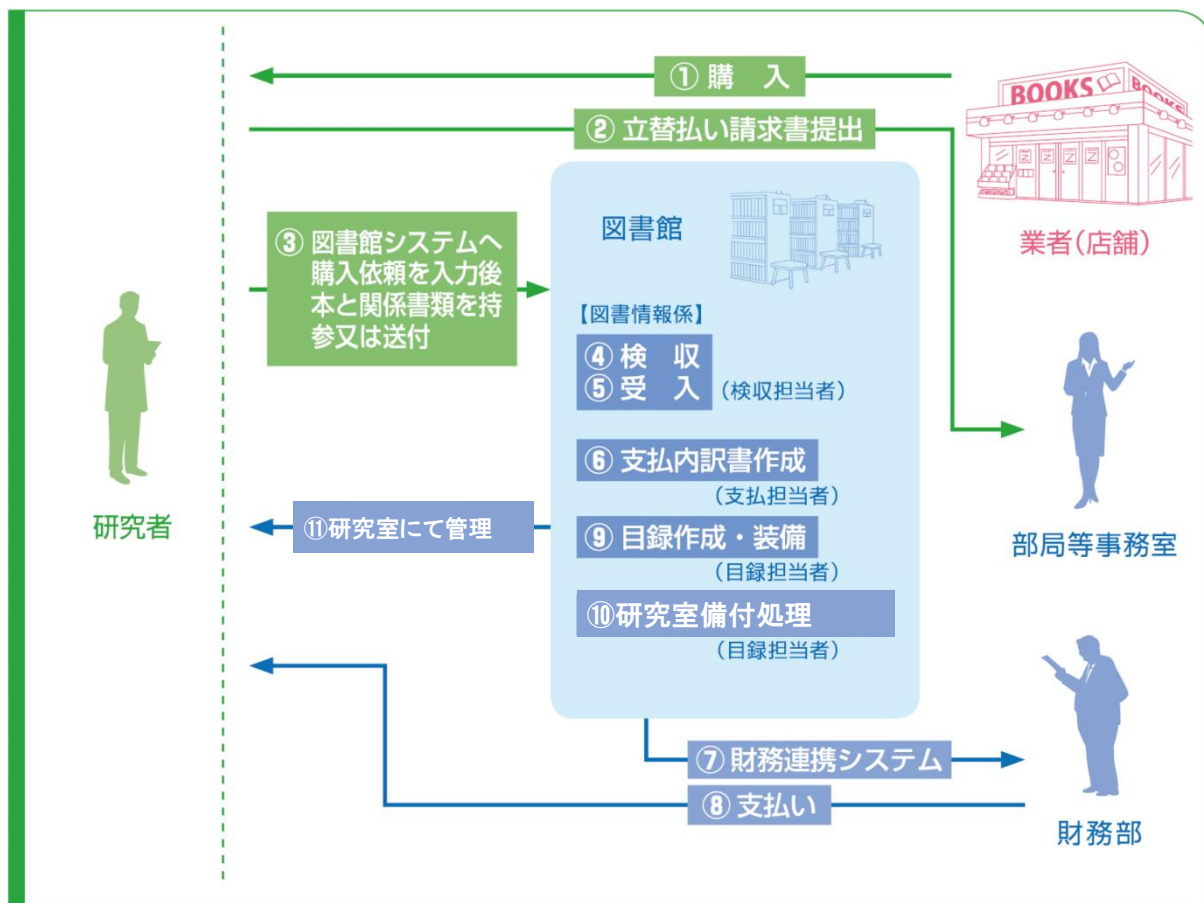 ① 購　入
BOOKS
BOOKS
② 立替払い請求書提出
業者(店舗)
図書館
③ 図書館システムへ
購入依頼を入力後
本と関係書類を持
参又は送付
【図書情報係】
④ 検　収
⑤ 受　入
(検収担当者)
⑥ 支払内訳書作成
(支払担当者)
研究者
⑪研究室にて管理
⑨ 目録作成・装備
(目録担当者)
部局等事務室
⑩研究室備付処理
(目録担当者)
⑦ 財務連携システム
⑧ 支払い
財務部